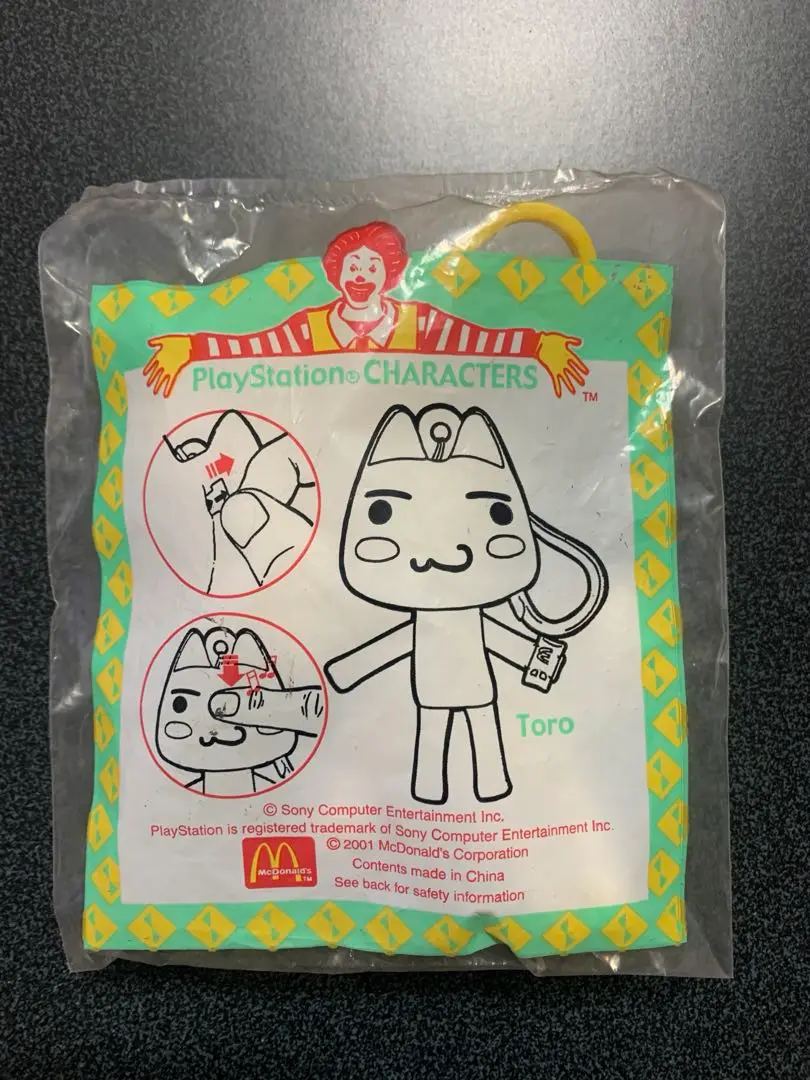 PlayStation® CHARACTERS
TM
Toro
© Sony Computer Entertainment Inc.
PlayStation is registered trademark of Sony Computer Entertainment Inc.
© 2001 McDonald's Corporation
McDonald's
TM
Contents made in China
See back for safety information